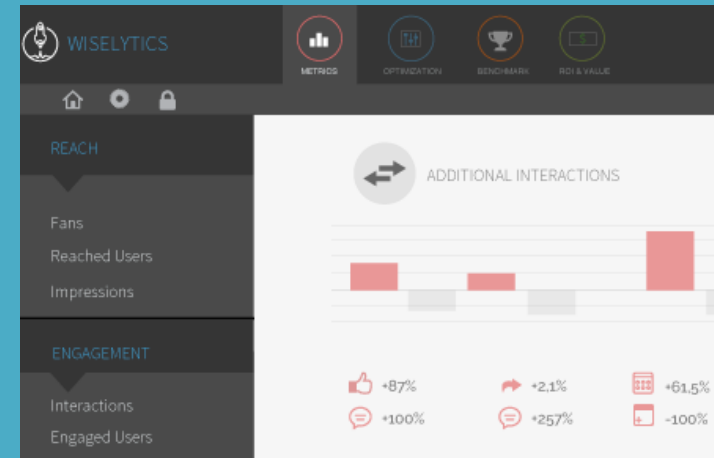 WISELYTICS
METRICS
OPTIMIZATION
BENCHMARK
ROI & VALUE
REACH
ADDITIONAL INTERACTIONS
Fans
Reached Users
Impressions
ENGAGEMENT
+87%
+2,1%
+61,5%
Interactions
+100%
+257%
-100%
Engaged Users